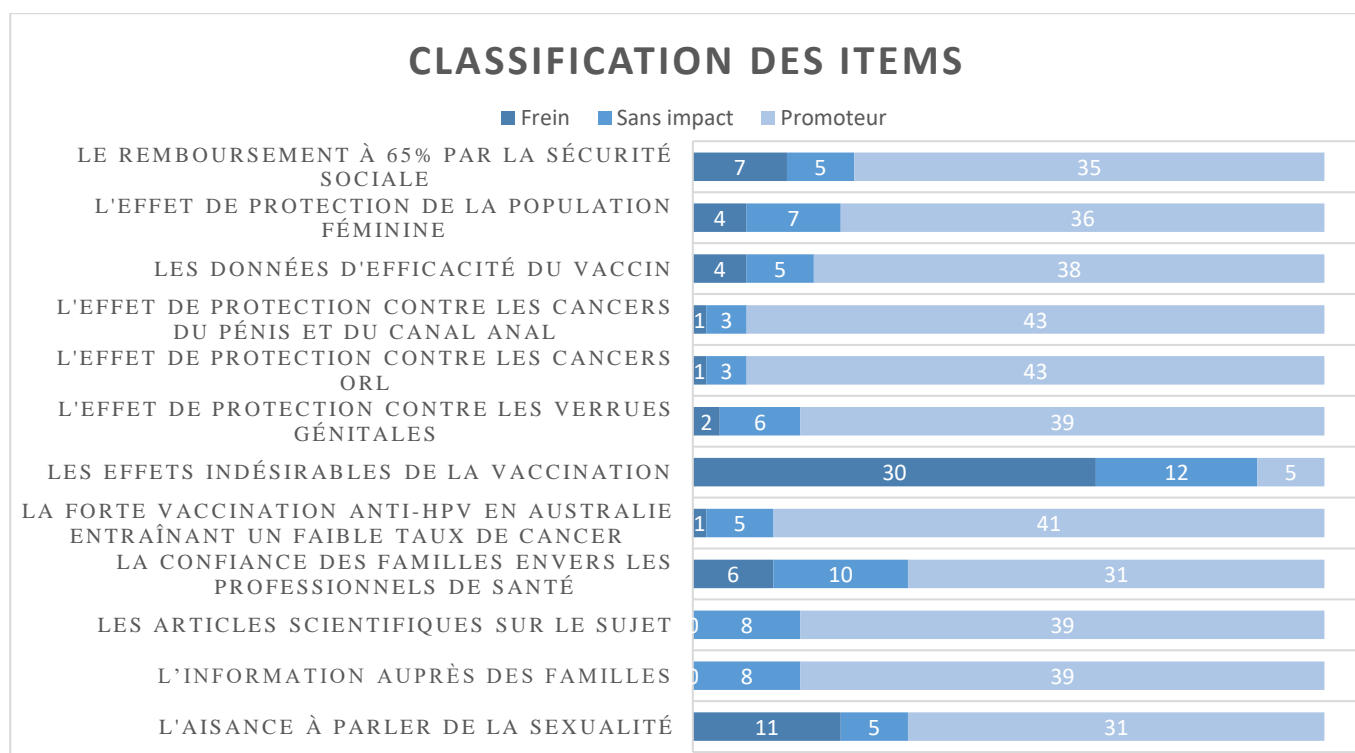 CLASSIFICATION DES ITEMS
Frein Sans impact Promoteur
LE REMBOURSEMENT À 65% PAR LA SÉCURITÉ
SOCIALE
7 5 35
L'EFFET DE PROTECTION DE LA POPULATION
FÉMININE
4 7 36
LES DONNÉES D'EFFICACITÉ DU VACCIN
4 5 38
L'EFFET DE PROTECTION CONTRE LES CANCERS
DU PÉNIS ET DU CANAL ANAL
1 3 43
L'EFFET DE PROTECTION CONTRE LES CANCERS
ORL
1 3 43
L'EFFET DE PROTECTION CONTRE LES VERRUES
GÉNITALES
2 6 39
LES EFFETS INDÉSIRABLES DE LA VACCINATION
30 12 5
LA FORTE VACCINATION ANTI-HPV EN AUSTRALIE
ENTRAÎNANT UN FAIBLE TAUX DE CANCER
1 5 41
LA CONFIANCE DES FAMILLES ENVERS LES
PROFESSIONNELS DE SANTÉ
6 10 31
LES ARTICLES SCIENTIFIQUES SUR LE SUJET
0 8 39
L’INFORMATION AUPRÈS DES FAMILLES
0 8 39
L'AISANCE À PARLER DE LA SEXUALITÉ
11 5 31